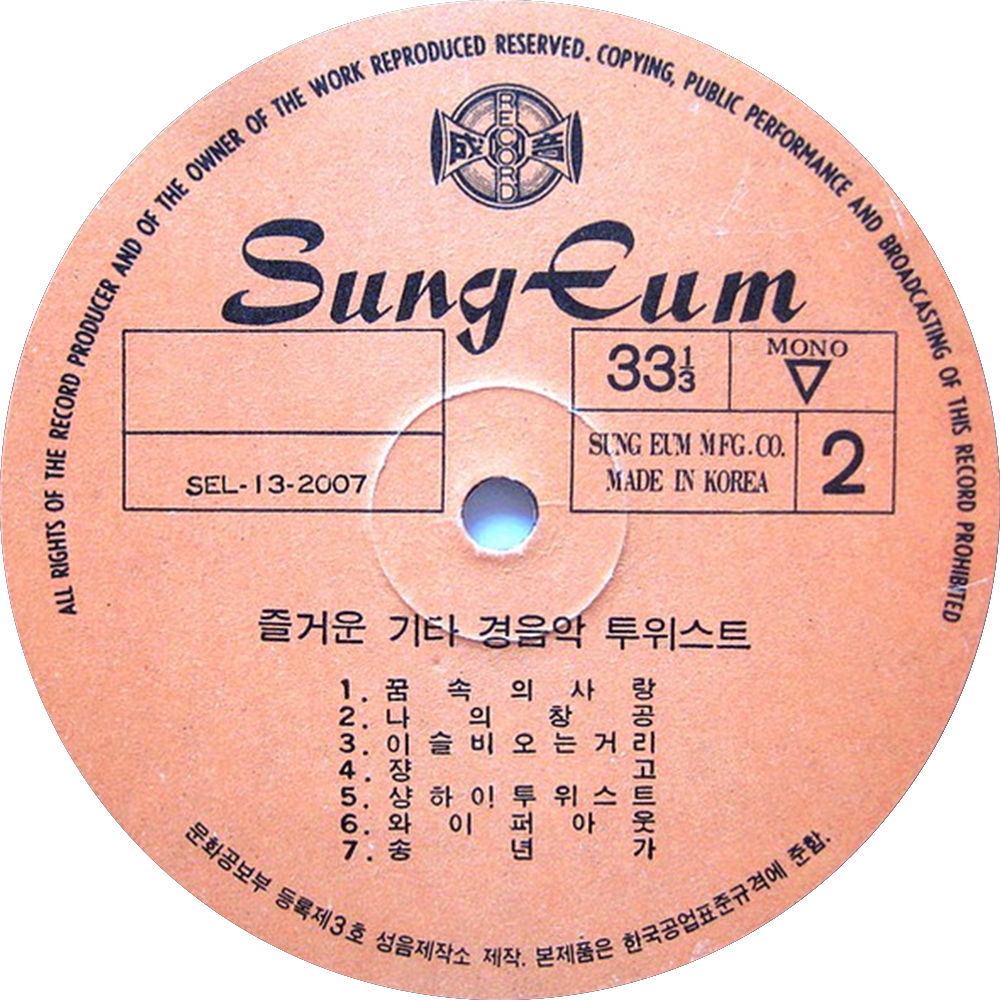 ALL RIGHTS OF THE RECORD PRODUCER AND OF THE OWNER OF THE WORK REPRODUCED RESERVED. COPYING, PUBLIC PERFORMANCE AND BROADCASTING OF THIS RECORD PROHIBITED
RECORD
成音
Sung Eum
33 1/3
MONO
SEL-13-2007
SUNG EUM MFG. CO.
MADE IN KOREA
2
즐거운 기타 경음악 투위스트
1. 꿈속의사랑
2. 나의창공
3. 이슬비오는거리
4. 쟝고
5. 샹하이!투위스트
6. 와이퍼아웃
7. 송년가
문화공보부 등록제3호 성음제작소 제작. 본제품은 한국공업표준규격에 준함.